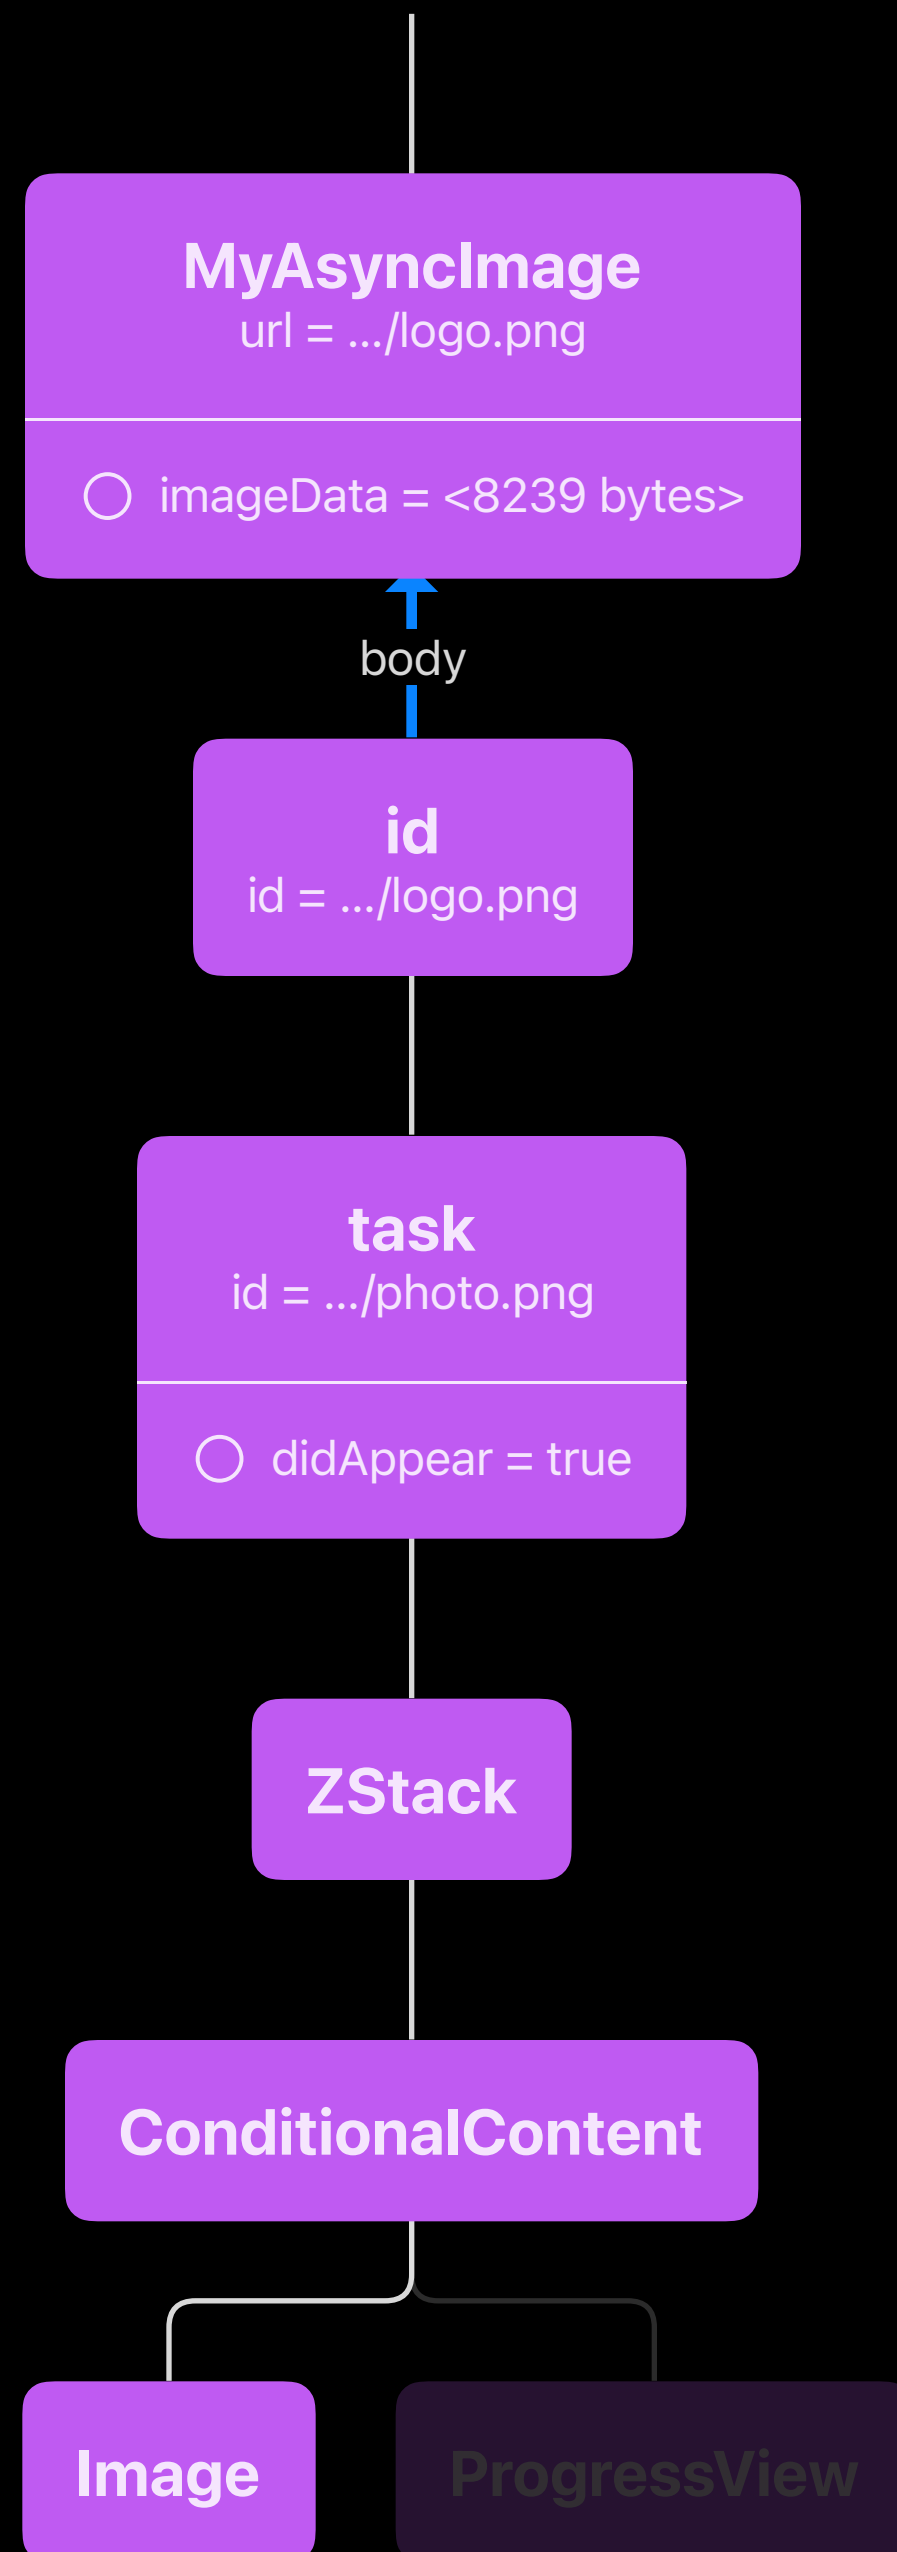 MyAsyncImage
url = .../logo.png
imageData = <8239 bytes>
body
id
id = .../logo.png
task
id = .../photo.png
didAppear = true
ZStack
ConditionalContent
Image
ProgressView